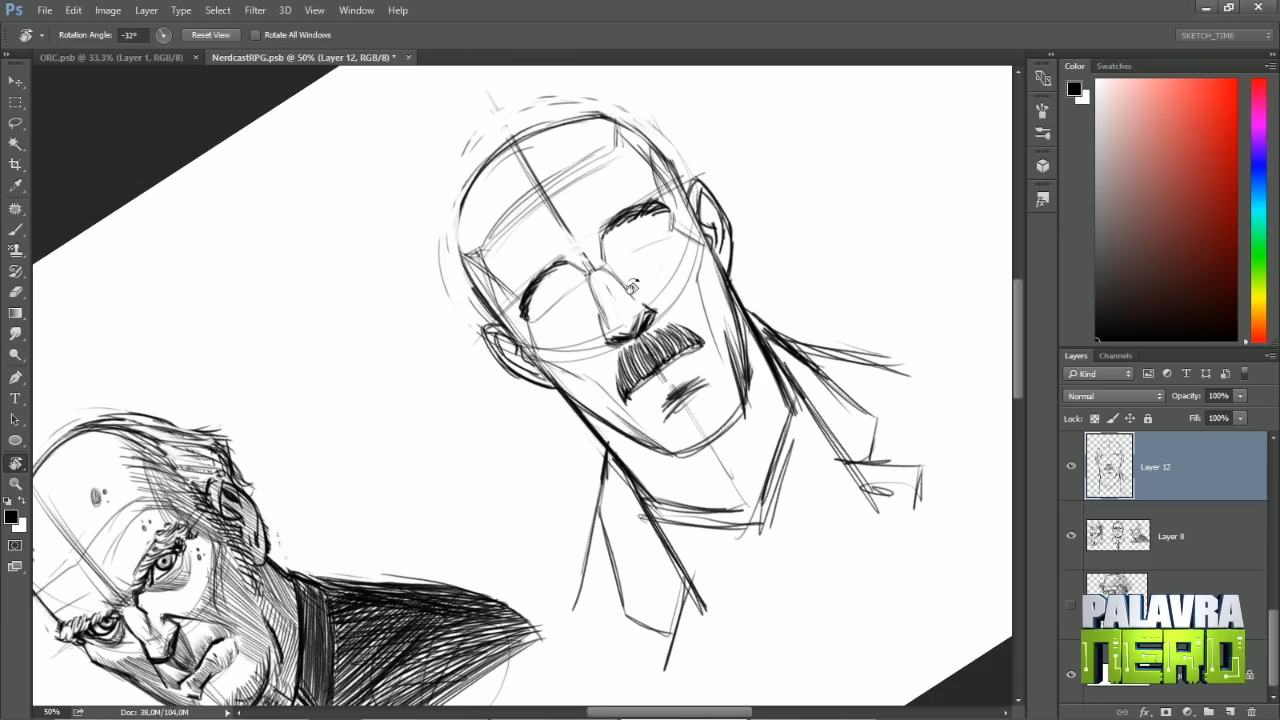 Ps File Edit Image Layer Type Select Filter 3D View Window Help
Rotation Angle: -32° Reset View Rotate All Windows SKETCH_TIME
ORC.psb @ 33,3% (Layer 1, RGB/8) × NerdcastRPG.psb @ 50% (Layer 12, RGB/8) * ×
Color Swatches
Layers Channels
Kind
Normal Opacity: 100%
Lock: Fill: 100%
Layer 12
Layer 8
PALAVRA
NERD
50% Doc: 38,0M/104,0M